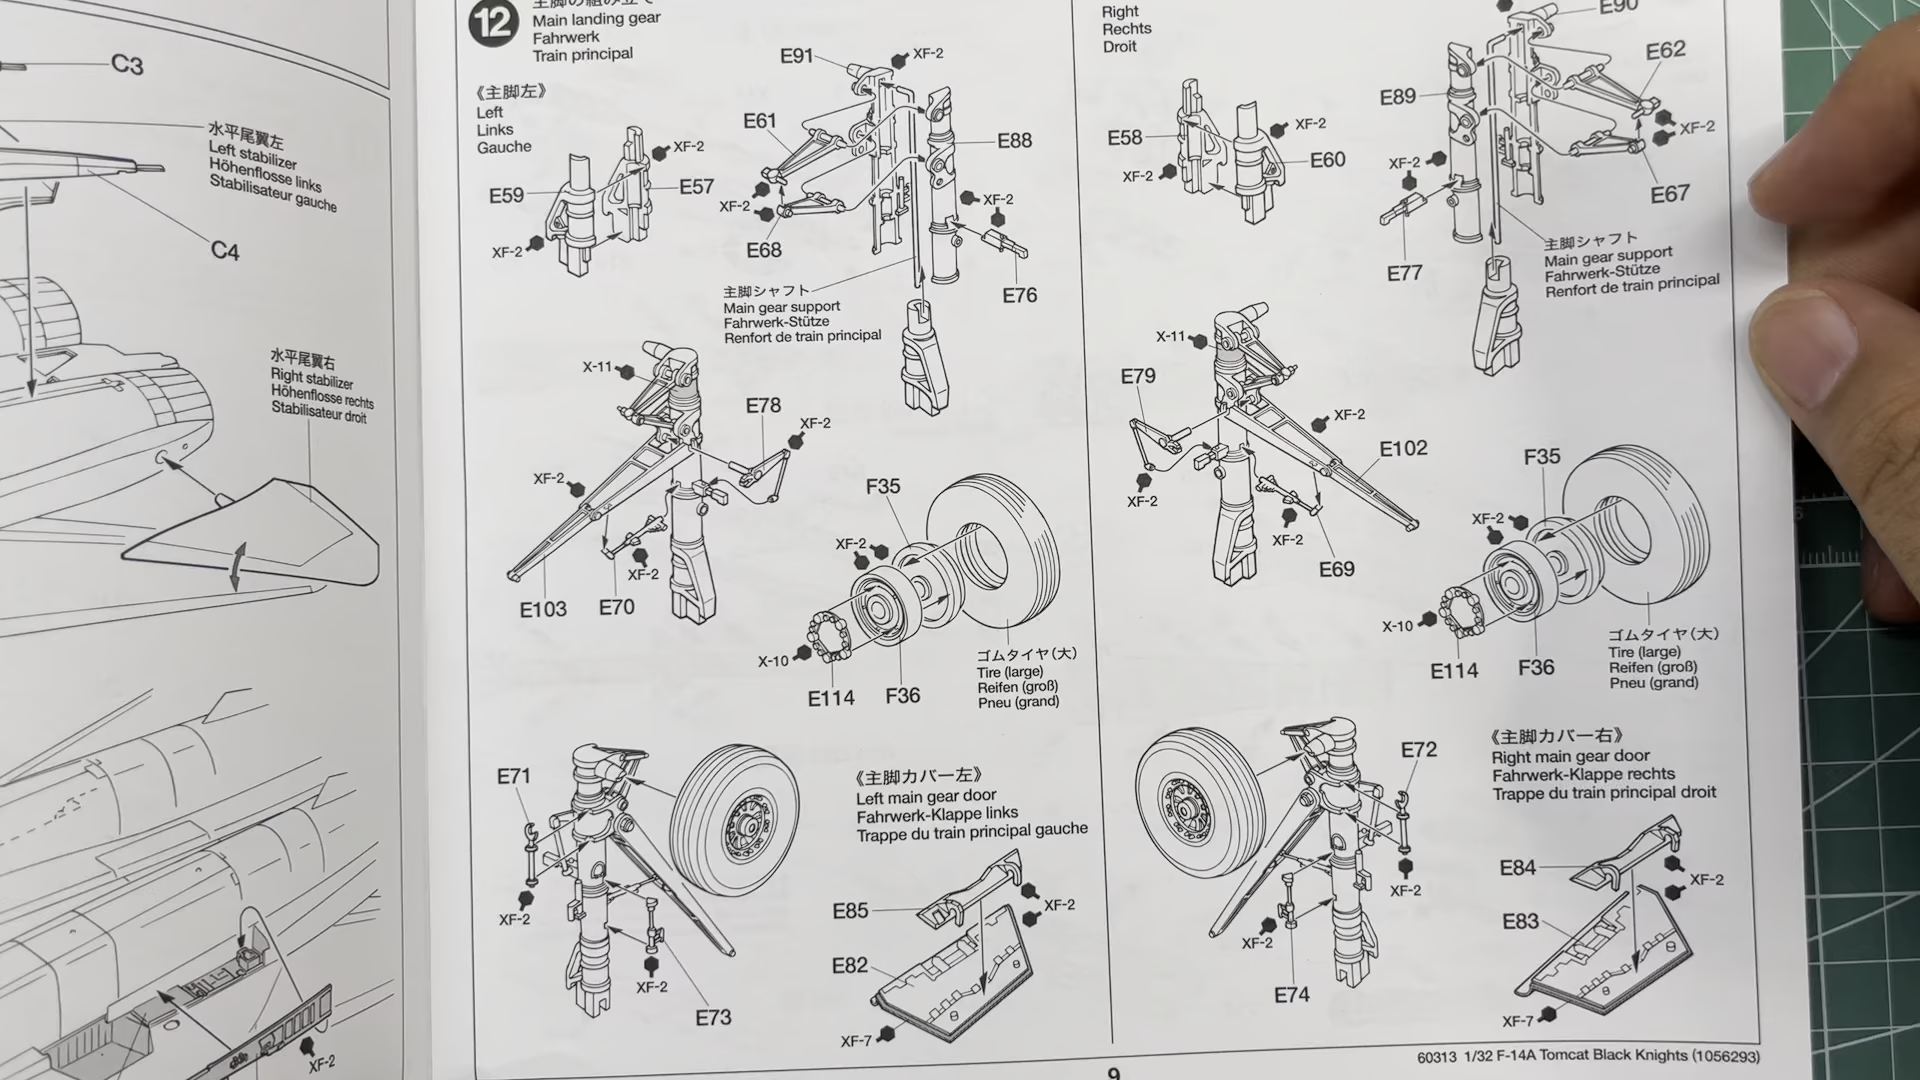 C3
水平尾翼左
Left stabilizer
Höhenflosse links
Stabilisateur gauche
C4
水平尾翼右
Right stabilizer
Höhenflosse rechts
Stabilisateur droit
XF-2
12
主脚の組み立て
Main landing gear
Fahrwerk
Train principal
《主脚左》
Left
Links
Gauche
E59
XF-2
E57
XF-2
E91
XF-2
E61
E88
XF-2
E68
XF-2
E76
主脚シャフト
Main gear support
Fahrwerk-Stütze
Renfort de train principal
X-11
E78
XF-2
XF-2
XF-2
E103
E70
F35
XF-2
X-10
E114
F36
ゴムタイヤ(大)
Tire (large)
Reifen (groß)
Pneu (grand)
E71
XF-2
XF-2
E73
《主脚カバー左》
Left main gear door
Fahrwerk-Klappe links
Trappe du train principal gauche
E85
XF-2
E82
XF-7
Right
Rechts
Droit
E58
XF-2
XF-2
E60
E90
E62
E89
XF-2
XF-2
E67
E77
主脚シャフト
Main gear support
Fahrwerk-Stütze
Renfort de train principal
X-11
E79
XF-2
XF-2
E102
XF-2
E69
F35
XF-2
X-10
E114
F36
ゴムタイヤ(大)
Tire (large)
Reifen (groß)
Pneu (grand)
E72
XF-2
XF-2
E74
《主脚カバー右》
Right main gear door
Fahrwerk-Klappe rechts
Trappe du train principal droit
E84
XF-2
E83
XF-7
60313 1/32 F-14A Tomcat Black Knights (1056293)
9